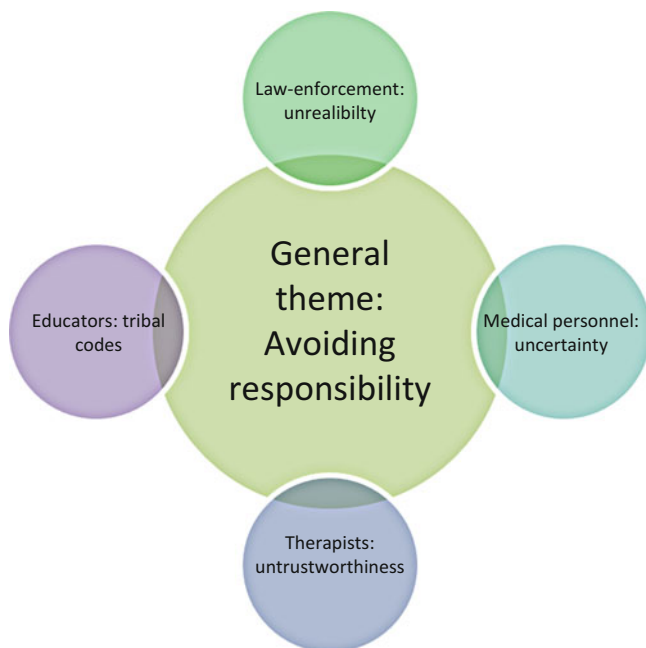 Law-enforcement:
unrealibilty
General
theme:
Avoiding
responsibility
Educators: tribal
codes
Medical personnel:
uncertainty
Therapists:
untrustworthiness